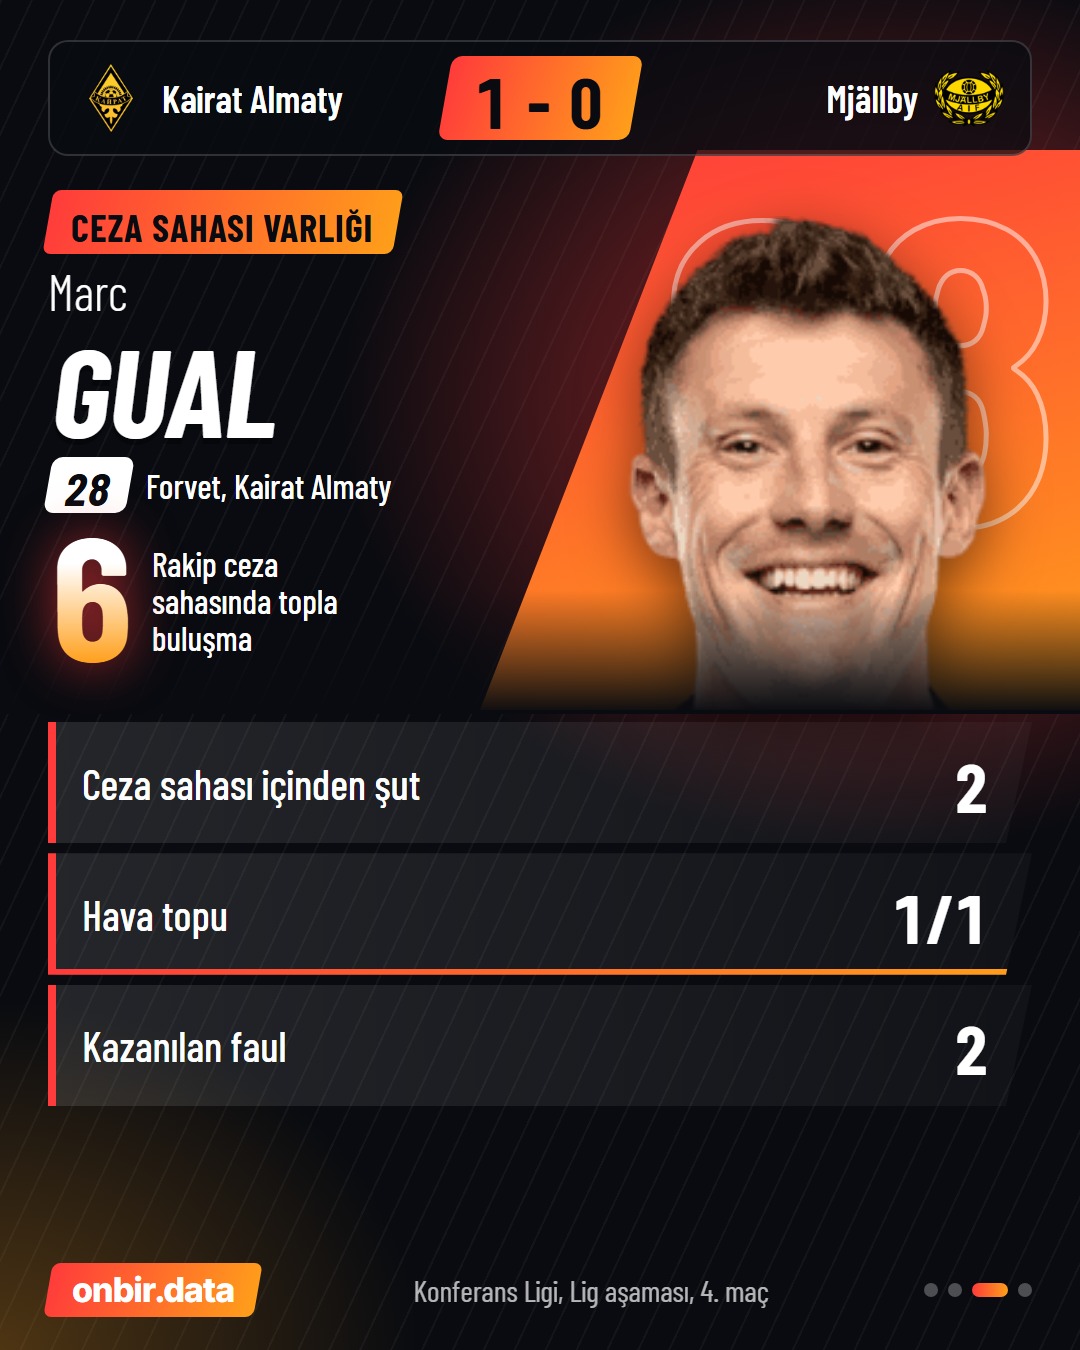 Kairat Almaty
1 - 0
Mjällby
КАЙРАТ
MJÄLLBY
A I F
CEZA SAHASI VARLIĞI
Marc
GUAL
28
Forvet, Kairat Almaty
6
Rakip ceza
sahasında topla
buluşma
Ceza sahası içinden şut
2
Hava topu
1/1
Kazanılan faul
2
onbir.data
Konferans Ligi, Lig aşaması, 4. maç